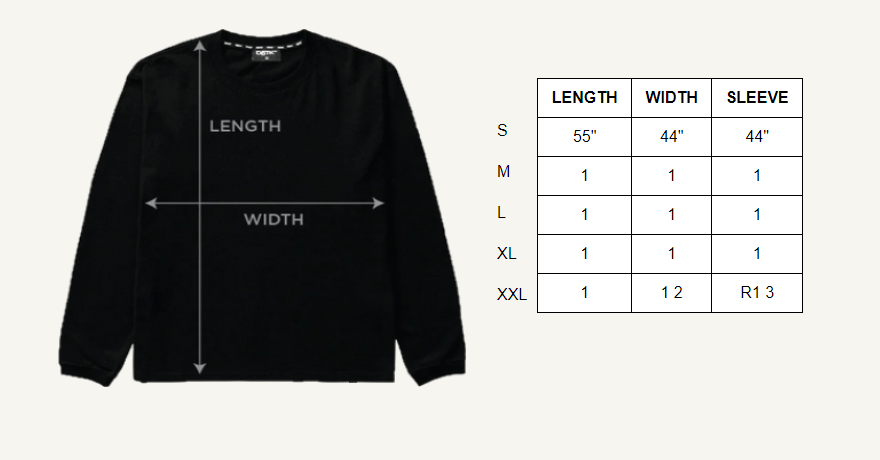 LENGTH
WIDTH
LENGTH WIDTH SLEEVE
S 55" 44" 44"
M 1 1 1
L 1 1 1
XL 1 1 1
XXL 1 1 2 R1 3